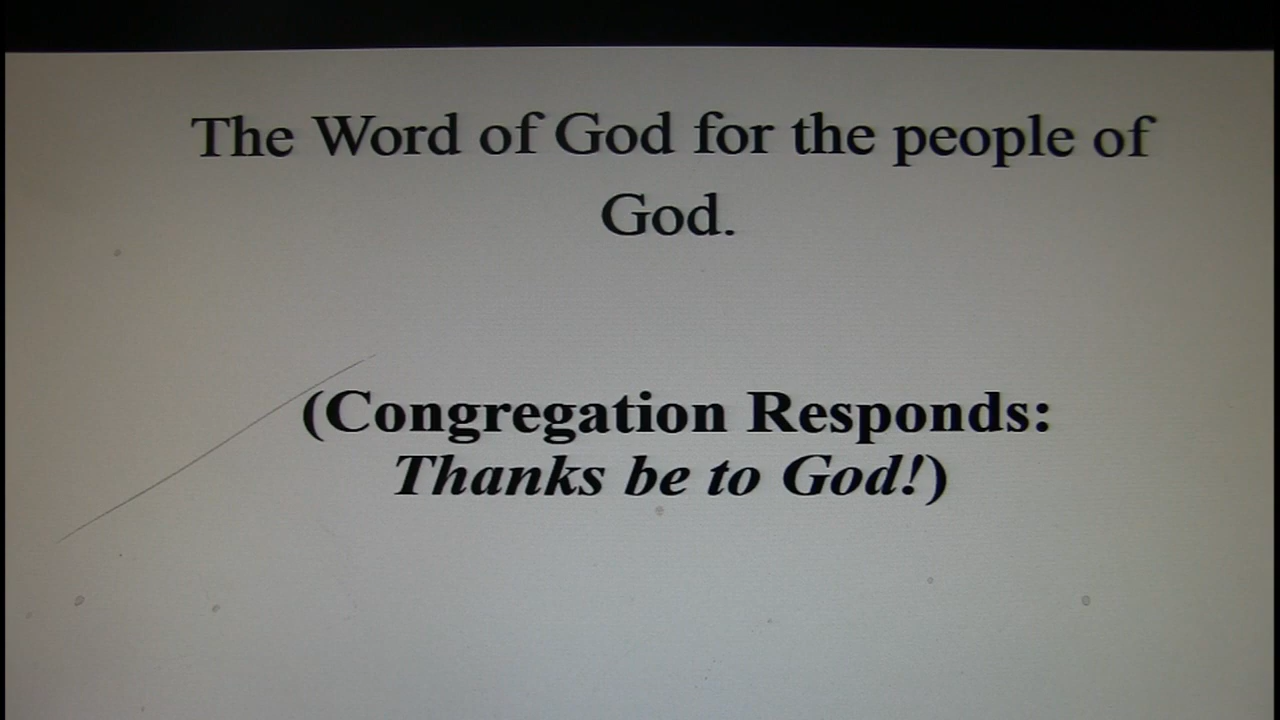 The Word of God for the people of
God.
(Congregation Responds:
Thanks be to God!)